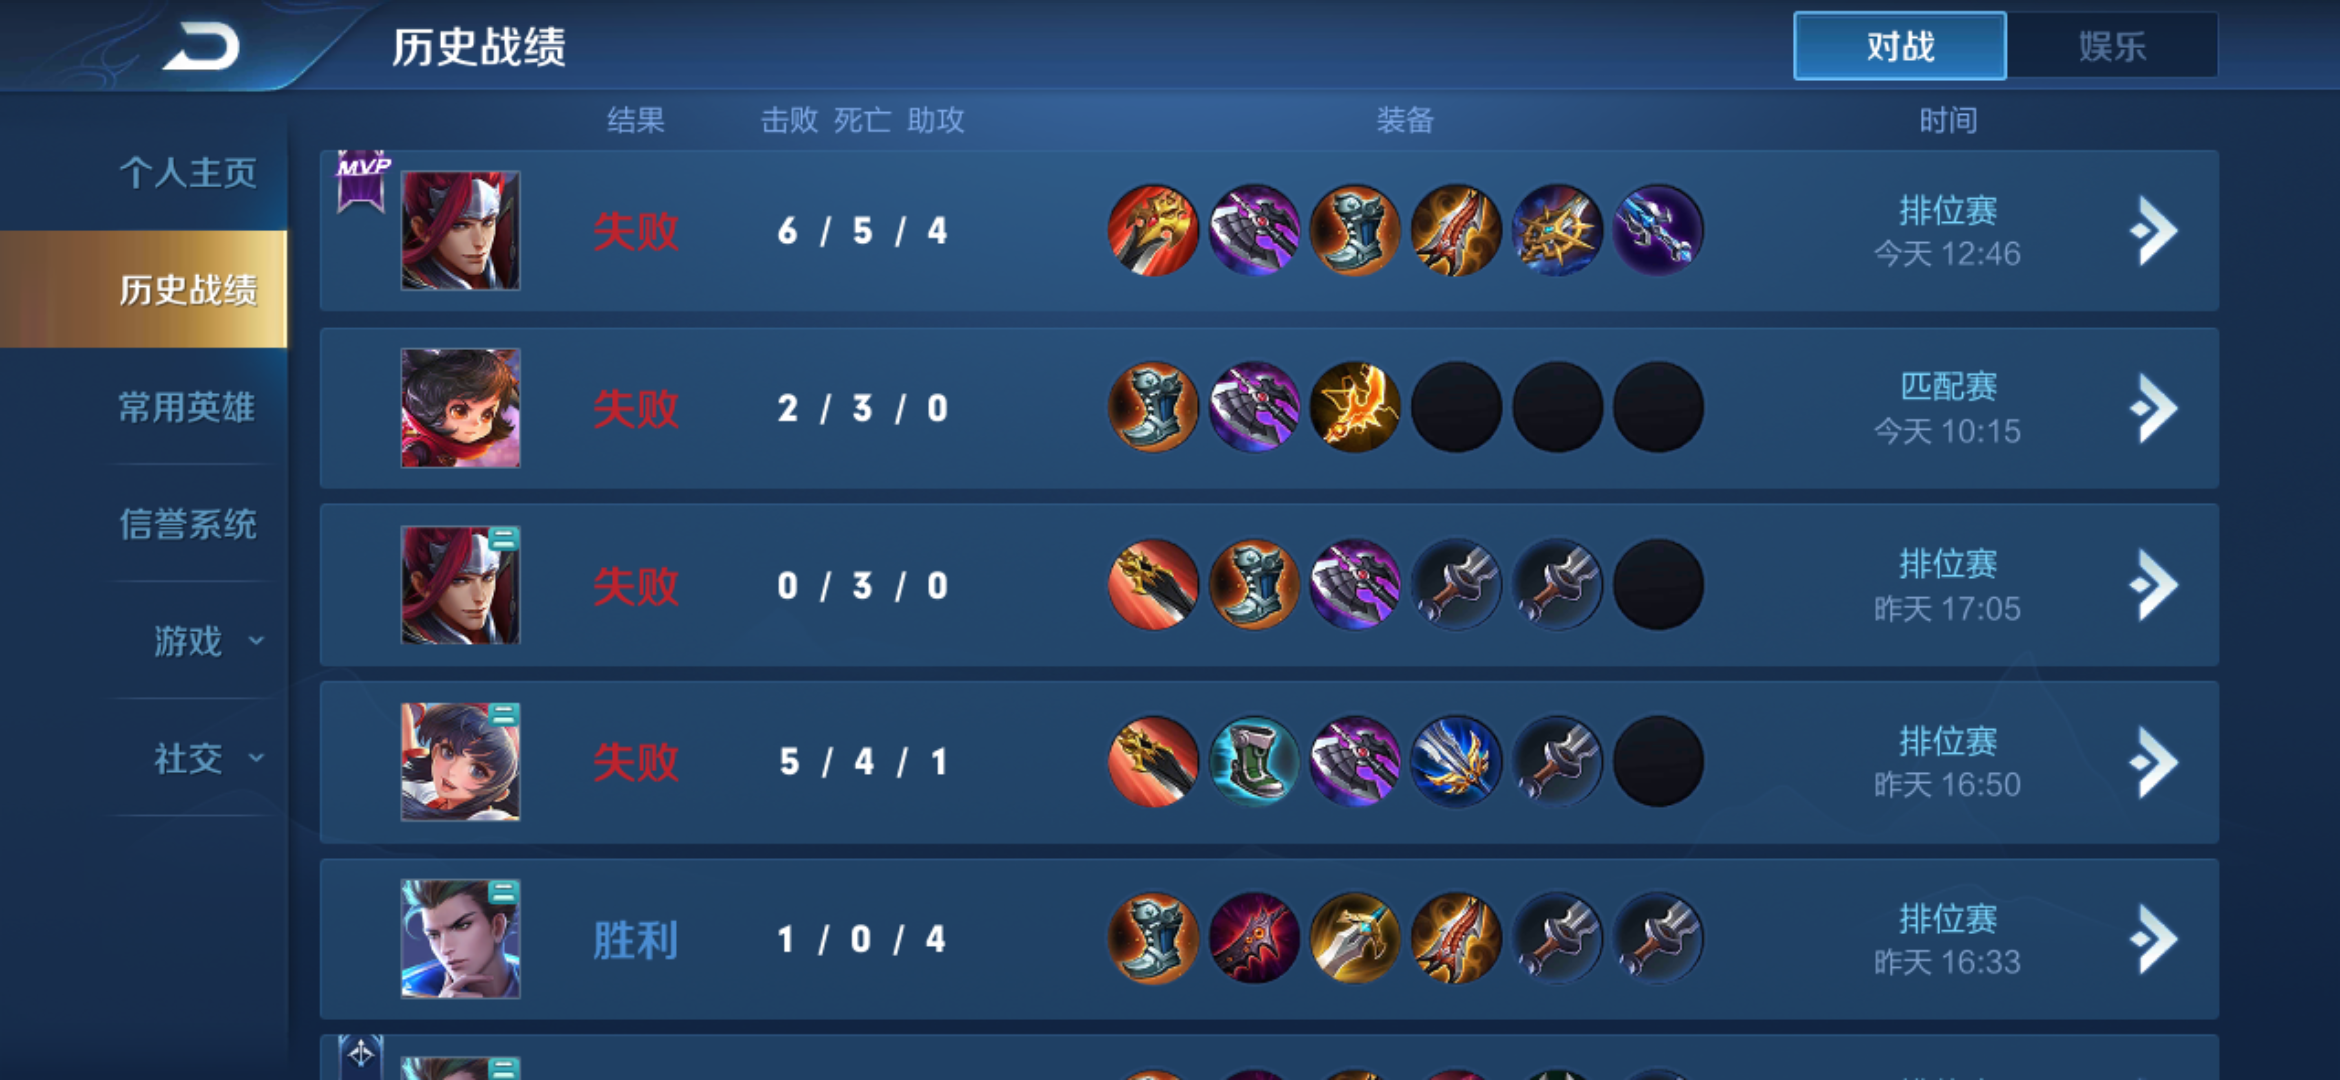 历史战绩
对战
娱乐
结果 击败 死亡 助攻 装备 时间
个人主页
历史战绩
常用英雄
信誉系统
游戏
社交
MVP
失败 6 / 5 / 4 排位赛
今天 12:46
失败 2 / 3 / 0 匹配赛
今天 10:15
二
失败 0 / 3 / 0 排位赛
昨天 17:05
二
失败 5 / 4 / 1 排位赛
昨天 16:50
二
胜利 1 / 0 / 4 排位赛
昨天 16:33
二